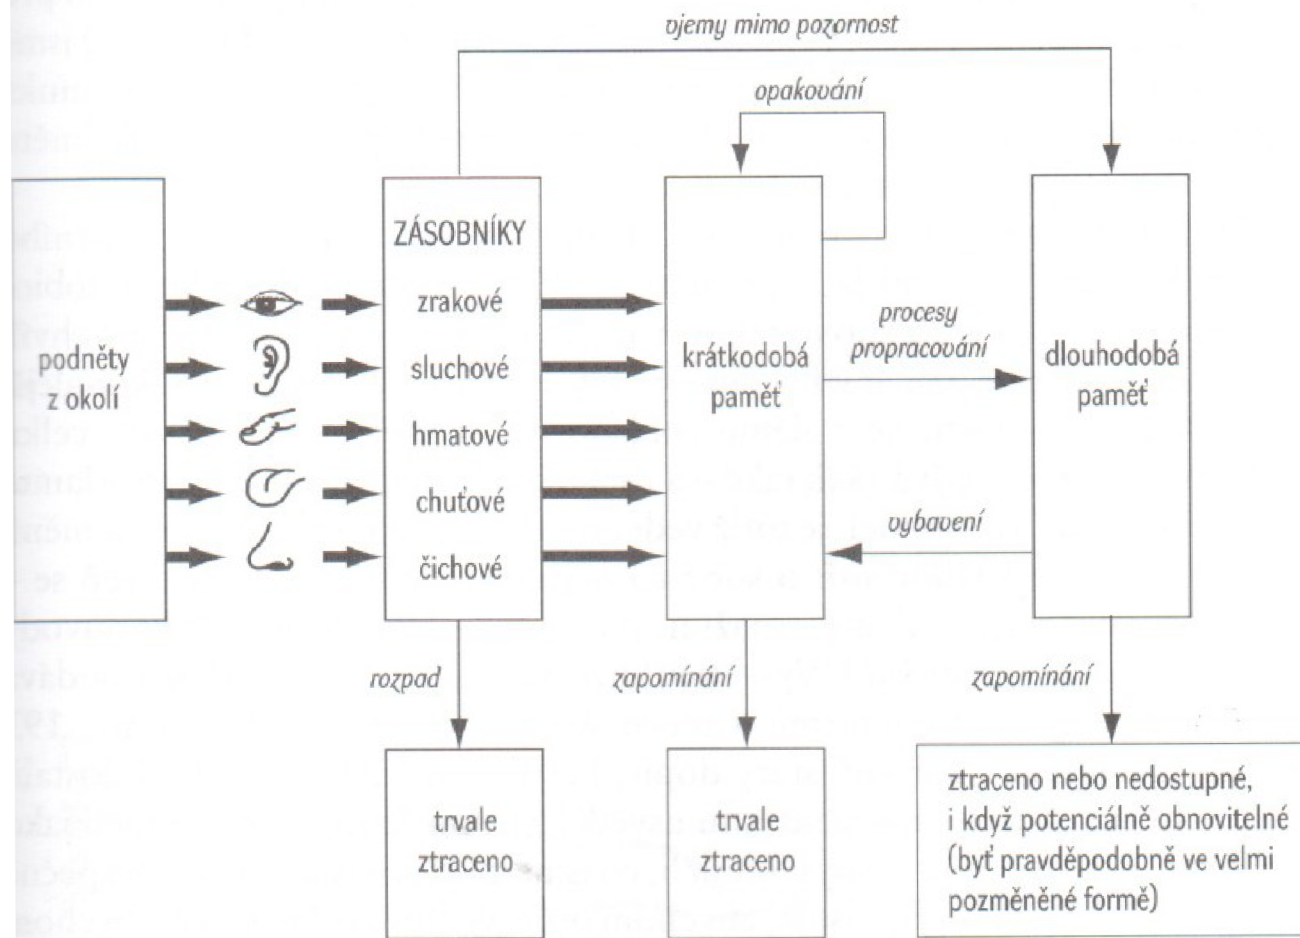 vjemy mimo pozornost
opakování
podněty
z okolí
ZÁSOBNÍKY
zrakové
sluchové
hmatové
chuťové
čichové
krátkodobá
paměť
procesy
propracování
vybavení
dlouhodobá
paměť
rozpad
zapomínání
zapomínání
trvale
ztraceno
trvale
ztraceno
ztraceno nebo nedostupné,
i když potenciálně obnovitelné
(byť pravděpodobně ve velmi
pozměněné formě)